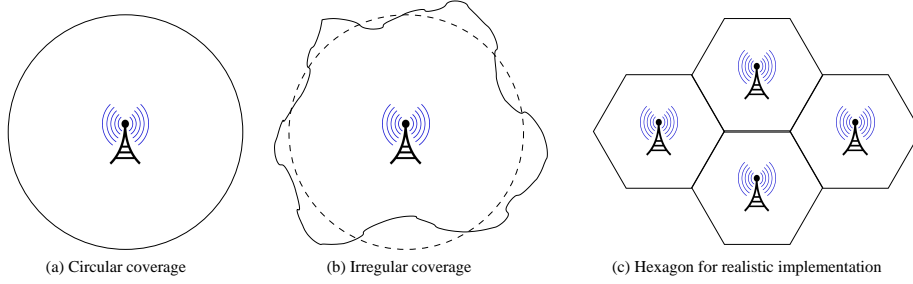 (a) Circular coverage
(b) Irregular coverage
(c) Hexagon for realistic implementation